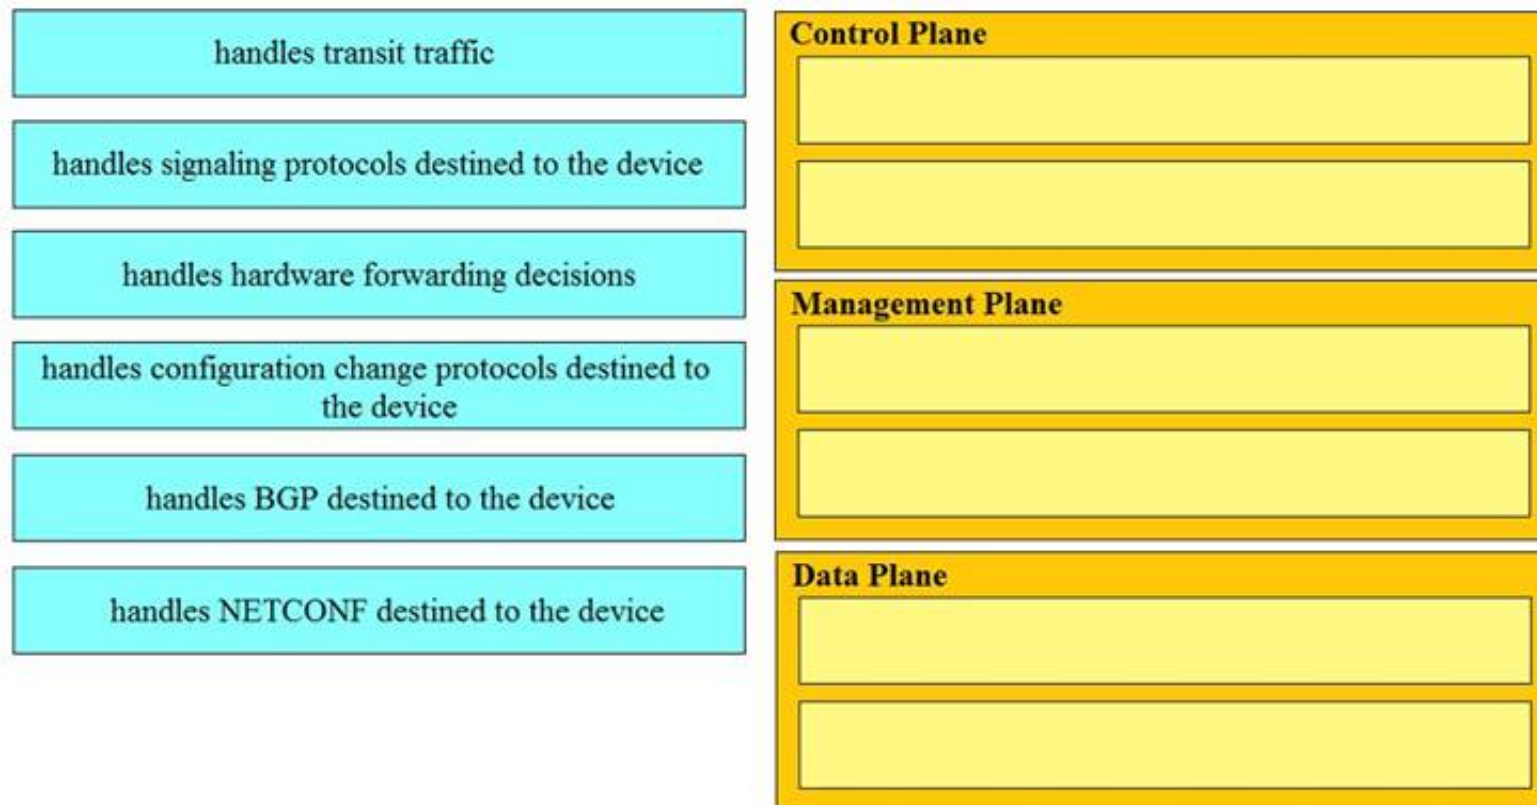 handles transit traffic
handles signaling protocols destined to the device
handles hardware forwarding decisions
handles configuration change protocols destined to
the device
handles BGP destined to the device
handles NETCONF destined to the device
Control Plane
Management Plane
Data Plane